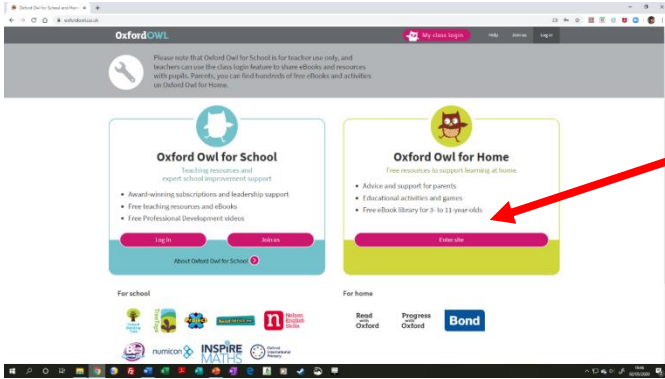 Oxford Owl for School and Home
oxfordowl.co.uk
OxfordOWL
My class login
Help
Join us
Log in
Please note that Oxford Owl for School is for teacher use only, and
teachers can use the class login feature to share eBooks and resources
with pupils. Parents, you can find hundreds of free eBooks and activities
on Oxford Owl for Home.
Oxford Owl for School
Teaching resources and
expert school improvement support
• Award-winning subscriptions and leadership support
• Free teaching resources and eBooks
• Free Professional Development videos
Log in
Join us
About Oxford Owl for School
Oxford Owl for Home
Free resources to support learning at home
• Advice and support for parents
• Educational activities and games
• Free eBook library for 3- to 11-year-olds
Enter site
For school
For home
Project
n
Nelson
English
Skills
numicon
INSPIRE
MATHS
Oxford
International
Primary
Read
with
Oxford
Progress
with
Oxford
Bond